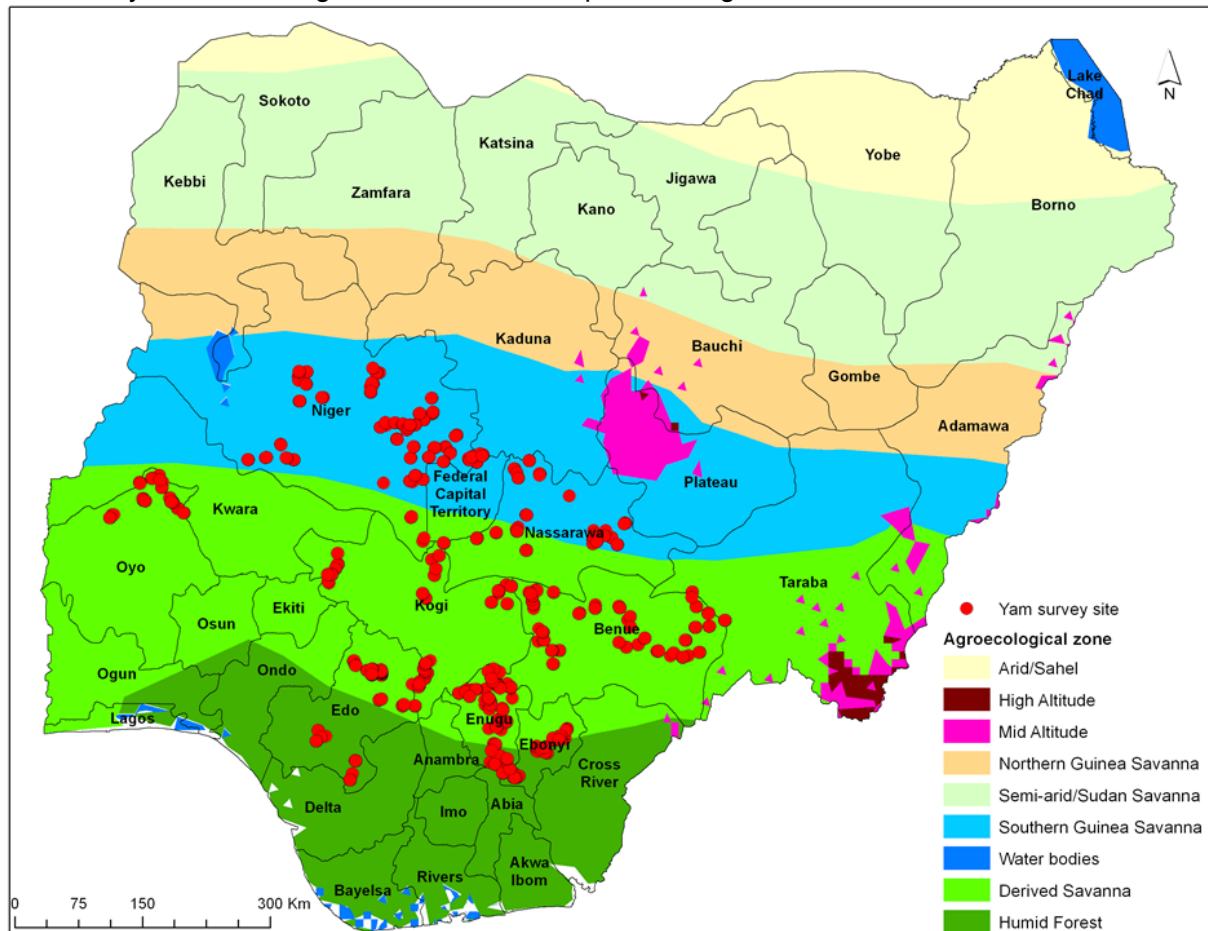 Lake
Chad
N
Sokoto
Katsina
Yobe
Kebbi
Zamfara
Jigawa
Kano
Borno
Kaduna
Bauchi
Gombe
Niger
Adamawa
Federal
Capital
Territory
Plateau
Kwara
Nassarawa
Oyo
Taraba
Ekiti
Kogi
Osun
Benue
Ogun
Ondo
Edo
Lagos
Enugu
Ebonyi
Anambra
Cross
River
Delta
Imo
Abia
Akwa
Ibom
Rivers
Bayelsa
0 75 150 300 Km
Yam survey site
Agroecological zone
Arid/Sahel
High Altitude
Mid Altitude
Northern Guinea Savanna
Semi-arid/Sudan Savanna
Southern Guinea Savanna
Water bodies
Derived Savanna
Humid Forest